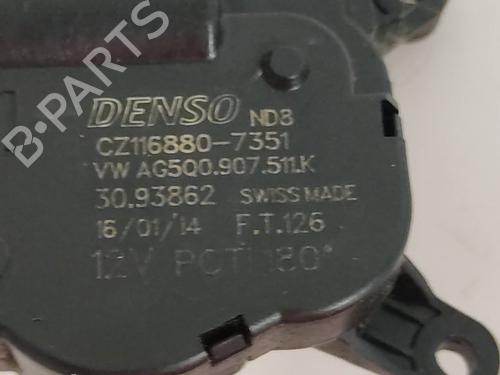 DENSO ND8
CZ116880-7351
VW AG5Q0.907.511.K
30.93862 SWISS MADE
16/01/14 F.T.126
12V PCT 180°
B-PARTS